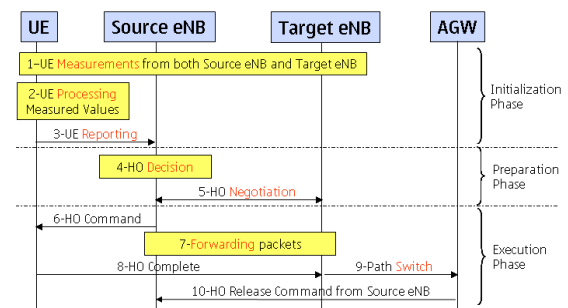 UE
Source eNB
Target eNB
AGW
1-UE Measurements from both Source eNB and Target eNB
2-UE Processing
Measured Values
3-UE Reporting
Initialization
Phase
4-HO Decision
5-HO Negotiation
Preparation
Phase
6-HO Command
7-Forwarding packets
8-HO Complete
9-Path Switch
10-HO Release Command from Source eNB
Execution
Phase